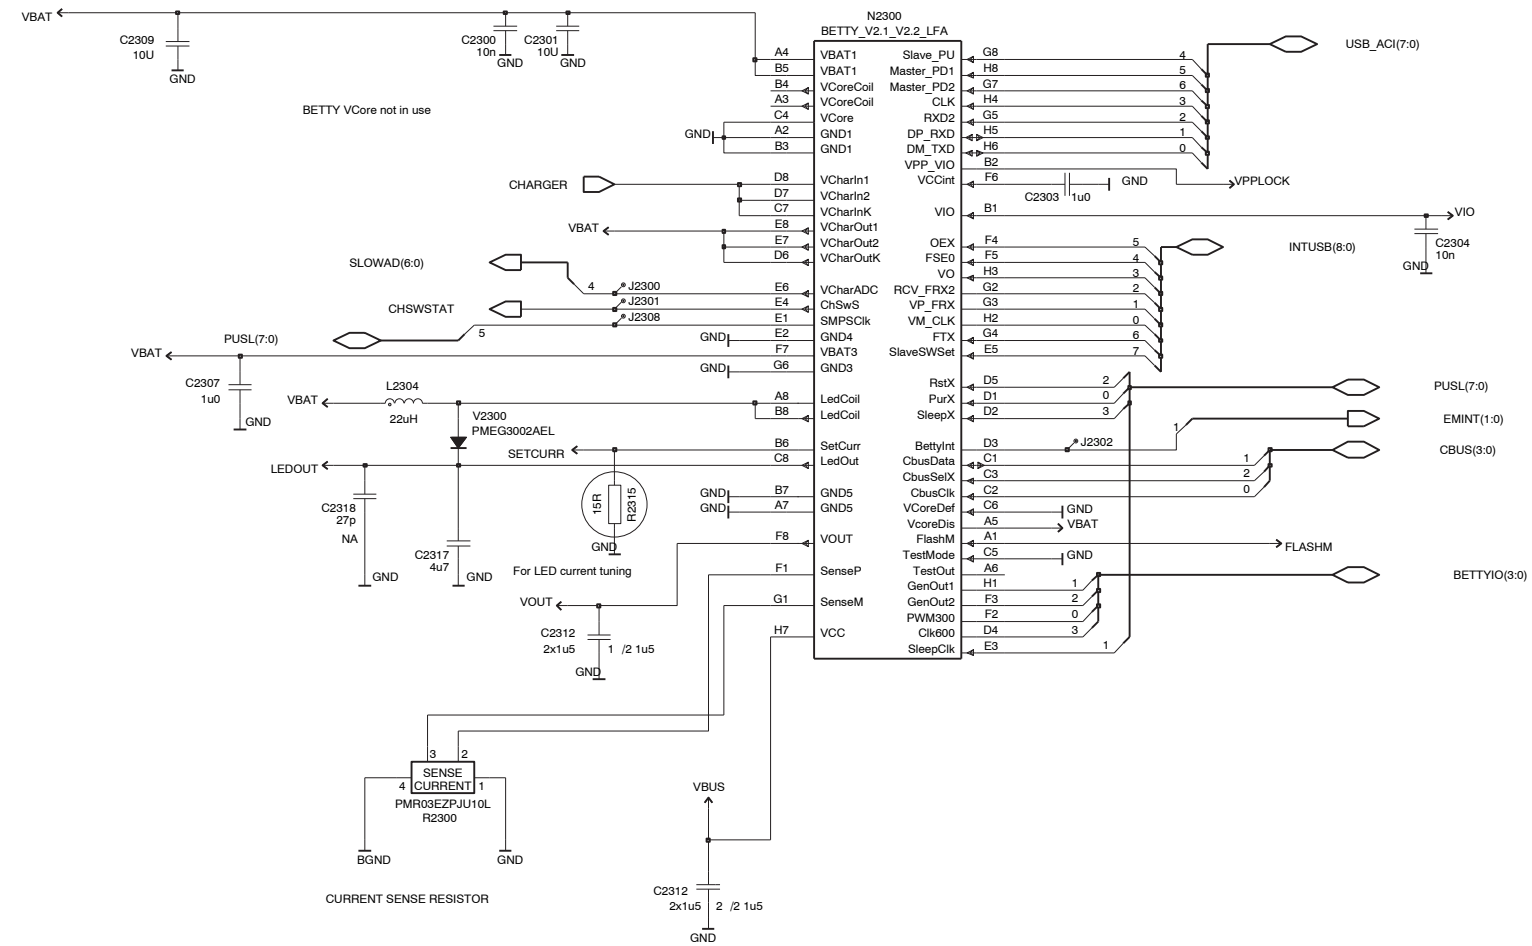 VBAT
C2309
10U
GND
C2300
10n
GND
C2301
10U
GND
BETTY VCore not in use
N2300
BETTY_V2.1_V2.2_LFA
A4 VBAT1
B5 VBAT1
B4 VCoreCoil
A3 VCoreCoil
C4 VCore
GND A2 GND1
B3 GND1
CHARGER D8 VCharIn1
D7 VCharIn2
C7 VCharInK
VBAT E8 VCharOut1
E7 VCharOut2
D6 VCharOutK
SLOWAD(6:0)
4 J2300 E6 VCharADC
CHSWSTAT J2301 E4 ChSwS
J2308 E1 SMPSClk
PUSL(7:0) 5
GND E2 GND4
VBAT F7 VBAT3
GND G6 GND3
C2307
1u0
GND
L2304
VBAT
22uH
A8 LedCoil
B8 LedCoil
V2300
PMEG3002AEL
SETCURR B6 SetCurr
LEDOUT C8 LedOut
15R
R2315
GND
GND B7 GND5
GND A7 GND5
C2318
27p
NA
GND
C2317
4u7
GND
For LED current tuning
F8 VOUT
F1 SenseP
VOUT G1 SenseM
C2312
2x1u5 1 /2 1u5
GND
H7 VCC
Slave_PU G8 4
Master_PD1 H8 5
Master_PD2 G7 6
CLK H4 3
RXD2 G5 2
DP_RXD H5 1
DM_TXD H6 0
USB_ACI(7:0)
VPP_VIO B2
VPPLOCK
VCCint F6
C2303 1u0
GND
VIO B1 VIO
C2304
10n
GND
OEX F4 5
FSE0 F5 4
VO H3 3
RCV_FRX2 G2 2
VP_FRX G3 1
VM_CLK H2 0
FTX G4 6
SlaveSWSet E5 7
INTUSB(8:0)
RstX D5 2
PurX D1 0
SleepX D2 3
PUSL(7:0)
EMINT(1:0)
1
BettyInt D3 J2302
CBUS(3:0)
CbusData C1 1
CbusSelX C3 2
CbusClk C2 0
VCoreDef C6 GND
VcoreDis A5 VBAT
FlashM A1 FLASHM
TestMode C5 GND
TestOut A6
BETTYIO(3:0)
GenOut1 H1 1
GenOut2 F3 2
PWM300 F2 0
Clk600 D4 3
SleepClk E3 1
3 2
SENSE
CURRENT
4 1
PMR03EZPJU10L
R2300
BGND
GND
CURRENT SENSE RESISTOR
VBUS
C2312
2x1u5 2 /2 1u5
GND